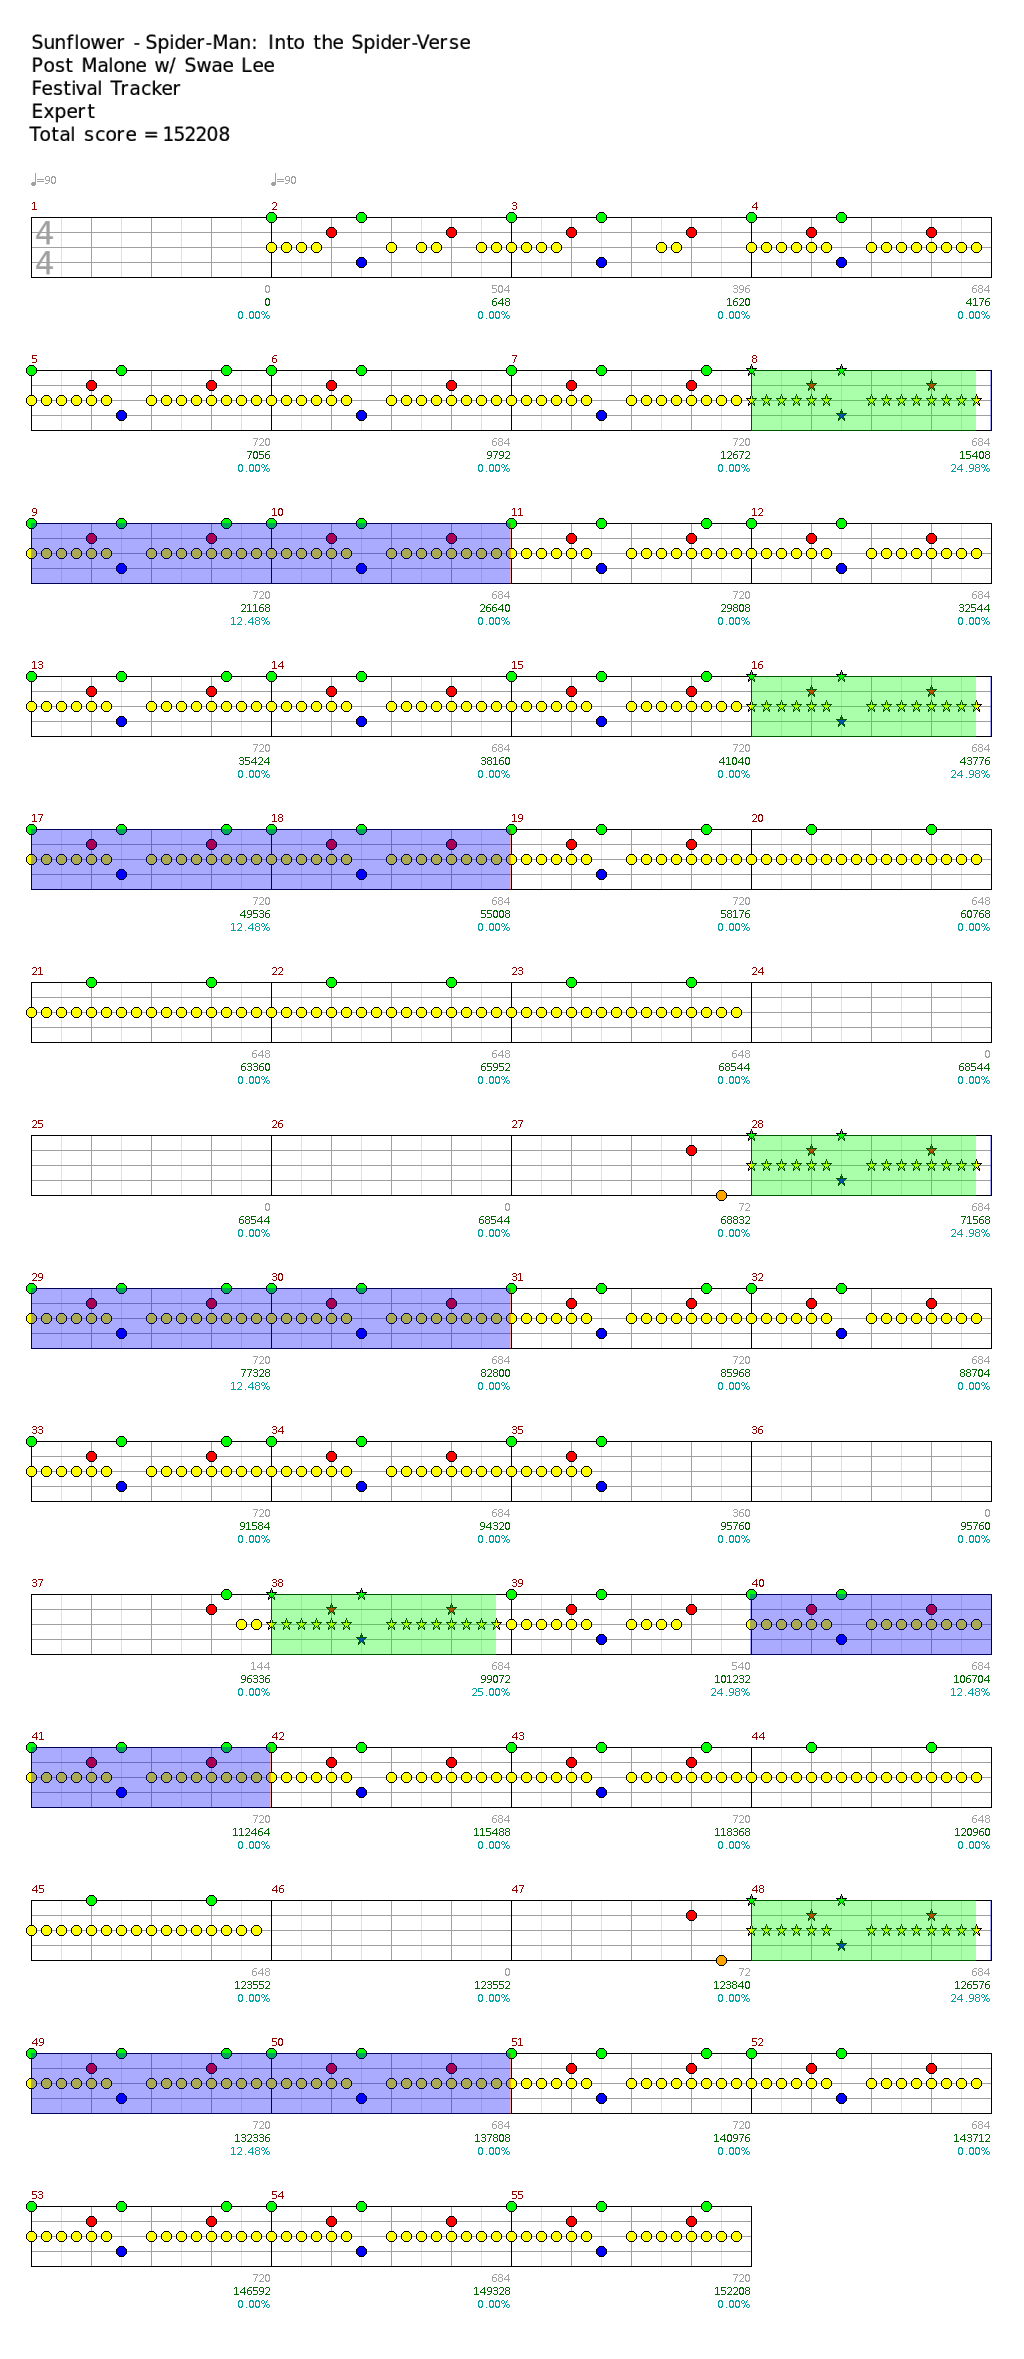 Sunflower - Spider-Man: Into the Spider-Verse
Post Malone w/ Swae Lee
Festival Tracker
Expert
Total score = 152208
♩=90 ♩=90
1 2 3 4
4
4
0 504 396 684
0 648 1620 4176
0.00% 0.00% 0.00% 0.00%
5 6 7 8
720 684 720 684
7056 9792 12672 15408
0.00% 0.00% 0.00% 24.98%
9 10 11 12
720 684 720 684
21168 26640 29808 32544
12.48% 0.00% 0.00% 0.00%
13 14 15 16
720 684 720 684
35424 38160 41040 43776
0.00% 0.00% 0.00% 24.98%
17 18 19 20
720 684 720 648
49536 55008 58176 60768
12.48% 0.00% 0.00% 0.00%
21 22 23 24
648 648 648 0
63360 65952 68544 68544
0.00% 0.00% 0.00% 0.00%
25 26 27 28
0 0 72 684
68544 68544 68832 71568
0.00% 0.00% 0.00% 24.98%
29 30 31 32
720 684 720 684
77328 82800 85968 88704
12.48% 0.00% 0.00% 0.00%
33 34 35 36
720 684 360 0
91584 94320 95760 95760
0.00% 0.00% 0.00% 0.00%
37 38 39 40
144 684 540 684
96336 99072 101232 106704
0.00% 25.00% 24.98% 12.48%
41 42 43 44
720 684 720 648
112464 115488 118368 120960
0.00% 0.00% 0.00% 0.00%
45 46 47 48
648 0 72 684
123552 123552 123840 126576
0.00% 0.00% 0.00% 24.98%
49 50 51 52
720 684 720 684
132336 137808 140976 143712
12.48% 0.00% 0.00% 0.00%
53 54 55
720 684 720
146592 149328 152208
0.00% 0.00% 0.00%